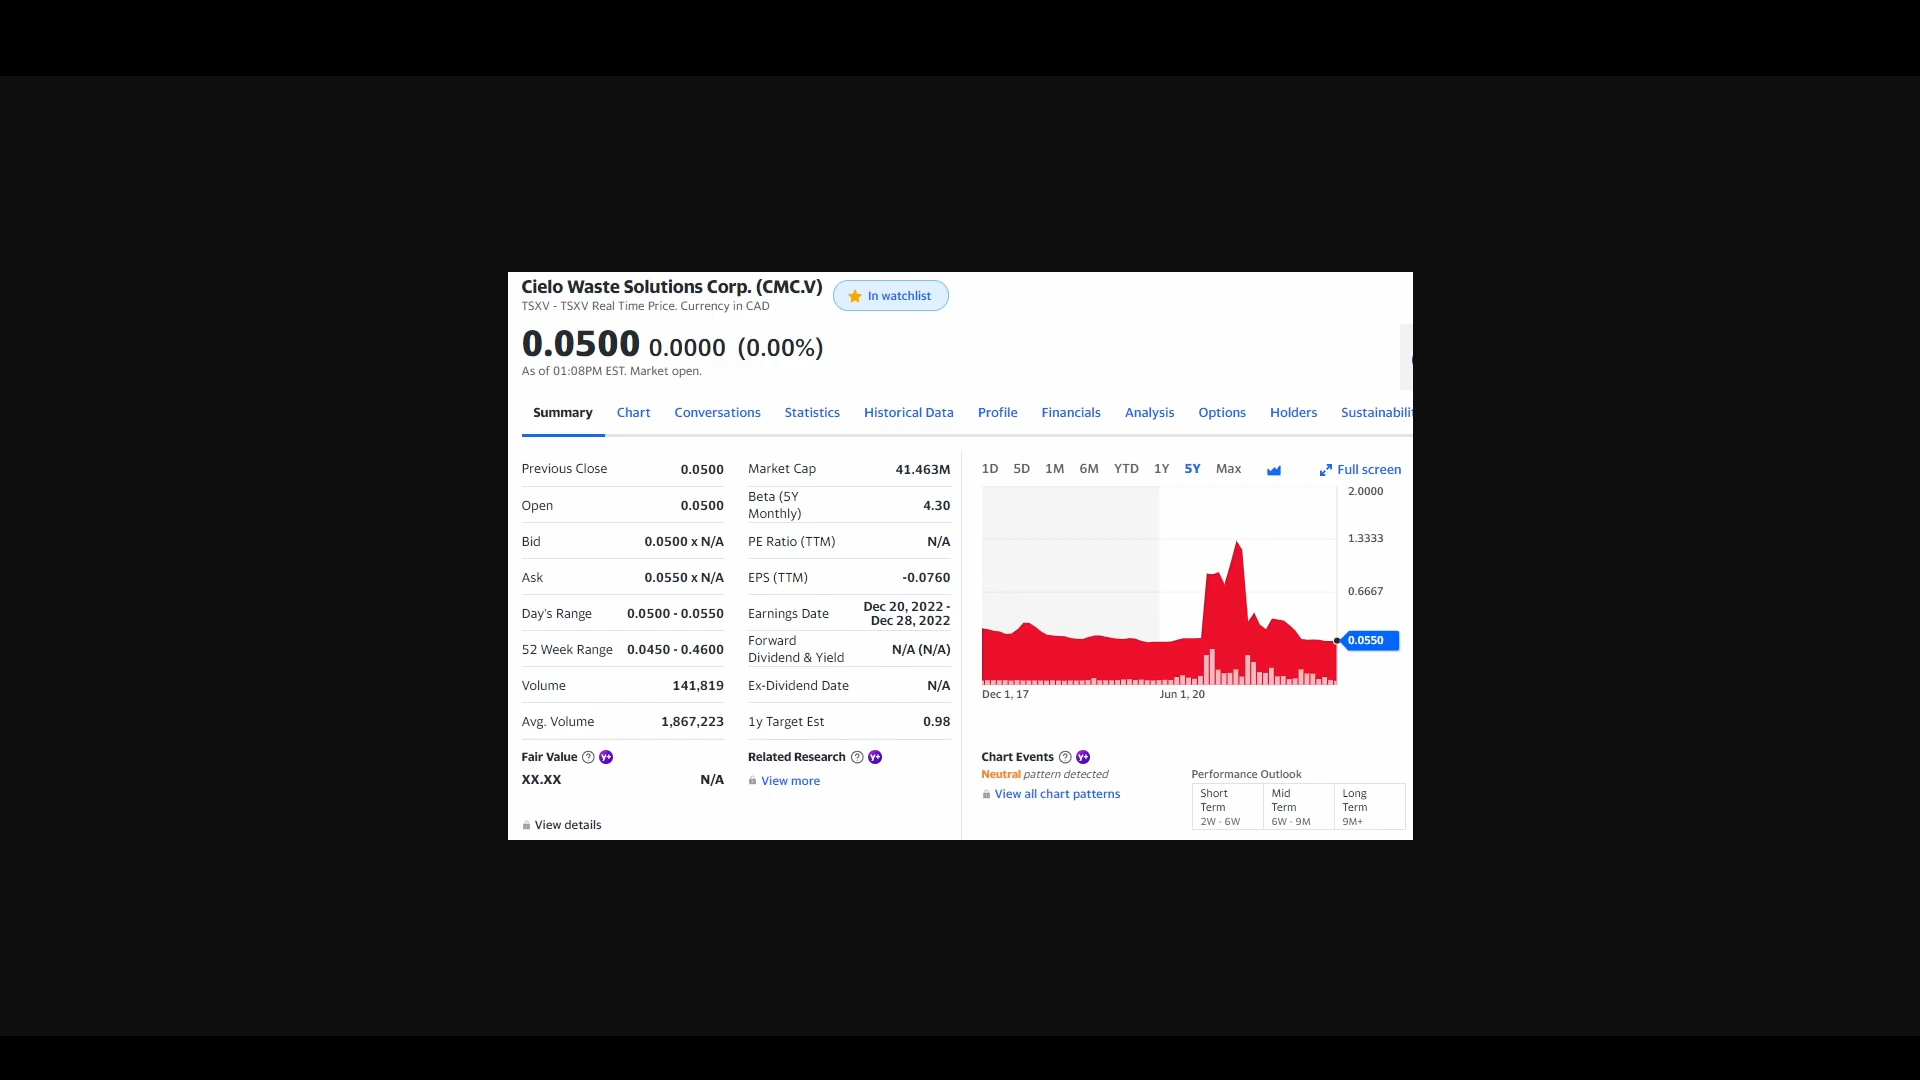 Cielo Waste Solutions Corp. (CMC.V)
In watchlist
TSXV - TSXV Real Time Price. Currency in CAD
0.0500 0.0000 (0.00%)
As of 01:08PM EST. Market open.
Summary Chart Conversations Statistics Historical Data Profile Financials Analysis Options Holders Sustainabilit
Previous Close 0.0500
Open 0.0500
Bid 0.0500 x N/A
Ask 0.0550 x N/A
Day's Range 0.0500 - 0.0550
52 Week Range 0.0450 - 0.4600
Volume 141,819
Avg. Volume 1,867,223
Market Cap 41.463M
Beta (5Y
Monthly) 4.30
PE Ratio (TTM) N/A
EPS (TTM) -0.0760
Earnings Date Dec 20, 2022 -
Dec 28, 2022
Forward
Dividend & Yield N/A (N/A)
Ex-Dividend Date N/A
1y Target Est 0.98
1D 5D 1M 6M YTD 1Y 5Y Max Full screen
2.0000
1.3333
0.6667
0.0550
Dec 1, 17 Jun 1, 20
Fair Value ? Y+
XX.XX N/A
View details
Related Research ? Y+
View more
Chart Events ? Y+
Neutral pattern detected
View all chart patterns
Performance Outlook
Short
Term
2W - 6W
Mid
Term
6W - 9M
Long
Term
9M+